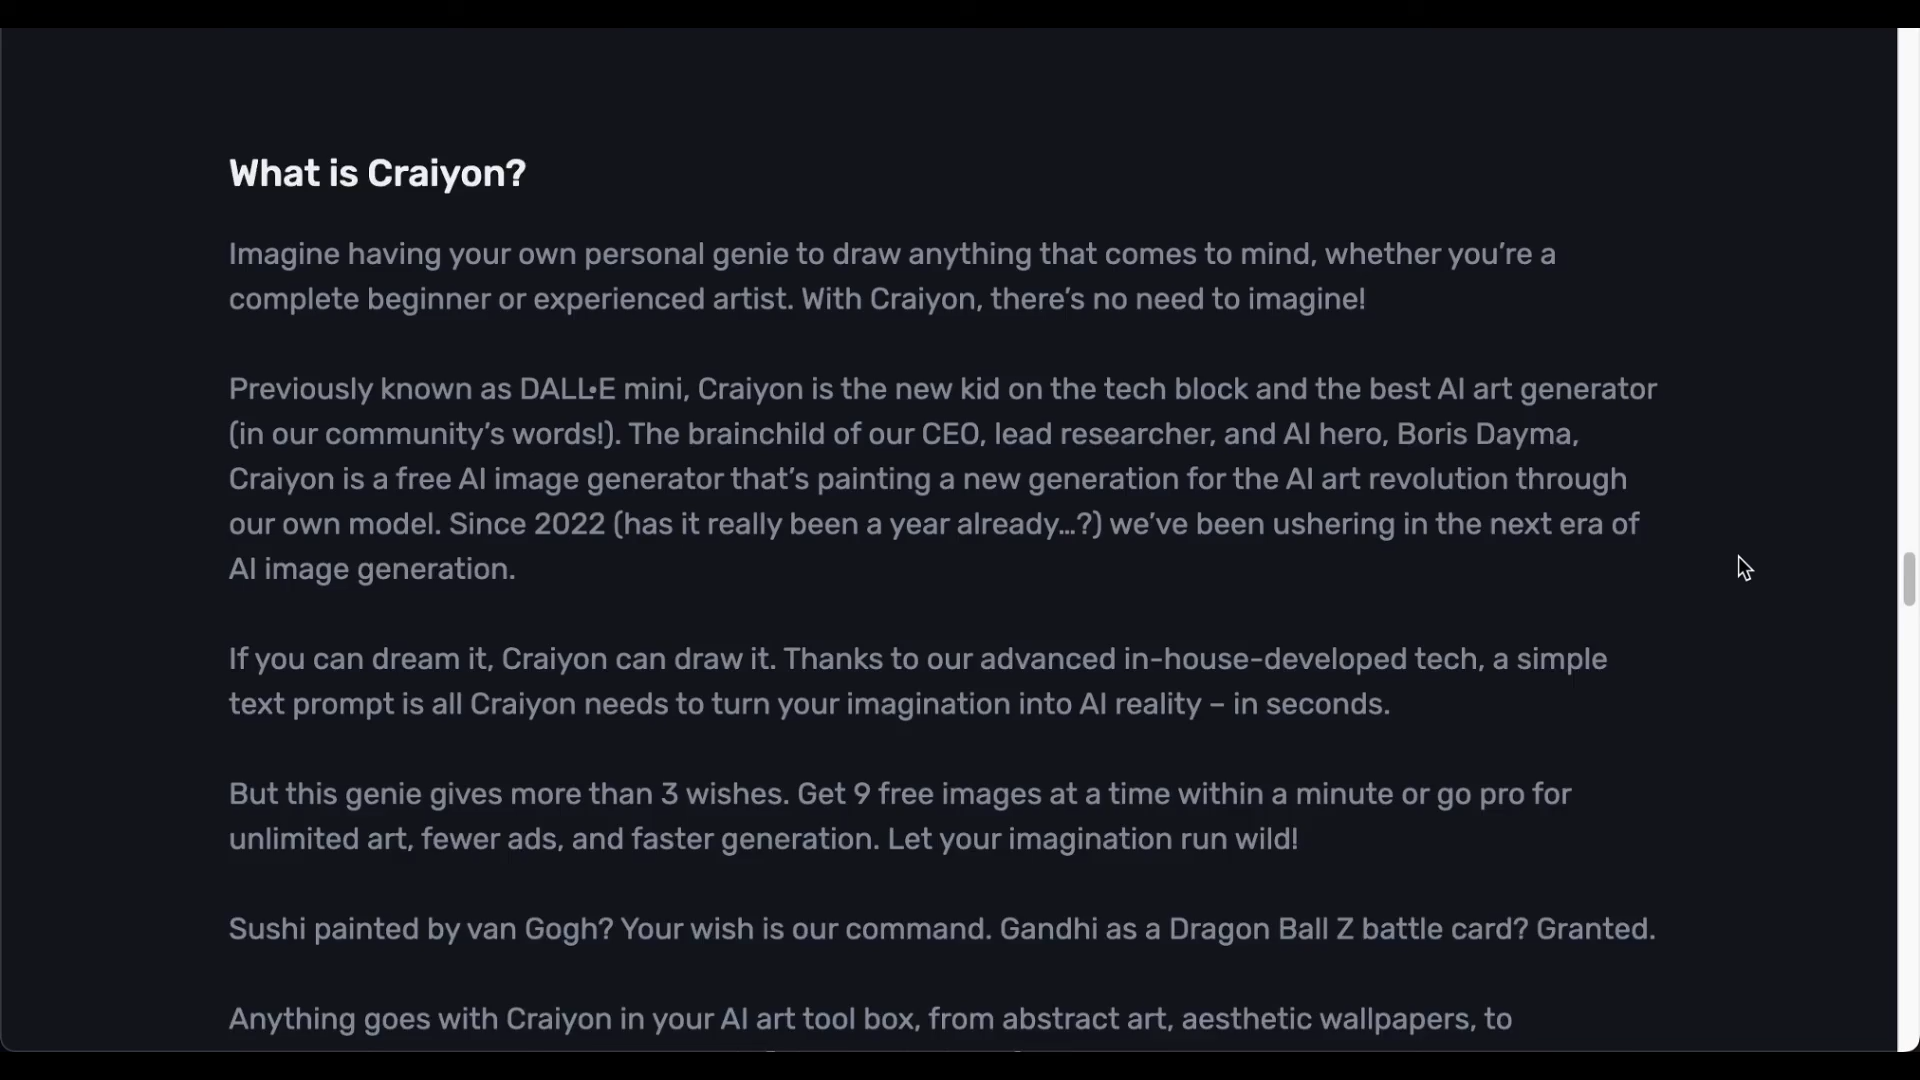 What is Craiyon?
Imagine having your own personal genie to draw anything that comes to mind, whether you’re a
complete beginner or experienced artist. With Craiyon, there’s no need to imagine!
Previously known as DALL•E mini, Craiyon is the new kid on the tech block and the best AI art generator
(in our community’s words!). The brainchild of our CEO, lead researcher, and AI hero, Boris Dayma,
Craiyon is a free AI image generator that’s painting a new generation for the AI art revolution through
our own model. Since 2022 (has it really been a year already…?) we’ve been ushering in the next era of
AI image generation.
If you can dream it, Craiyon can draw it. Thanks to our advanced in-house-developed tech, a simple
text prompt is all Craiyon needs to turn your imagination into AI reality – in seconds.
But this genie gives more than 3 wishes. Get 9 free images at a time within a minute or go pro for
unlimited art, fewer ads, and faster generation. Let your imagination run wild!
Sushi painted by van Gogh? Your wish is our command. Gandhi as a Dragon Ball Z battle card? Granted.
Anything goes with Craiyon in your AI art tool box, from abstract art, aesthetic wallpapers, to